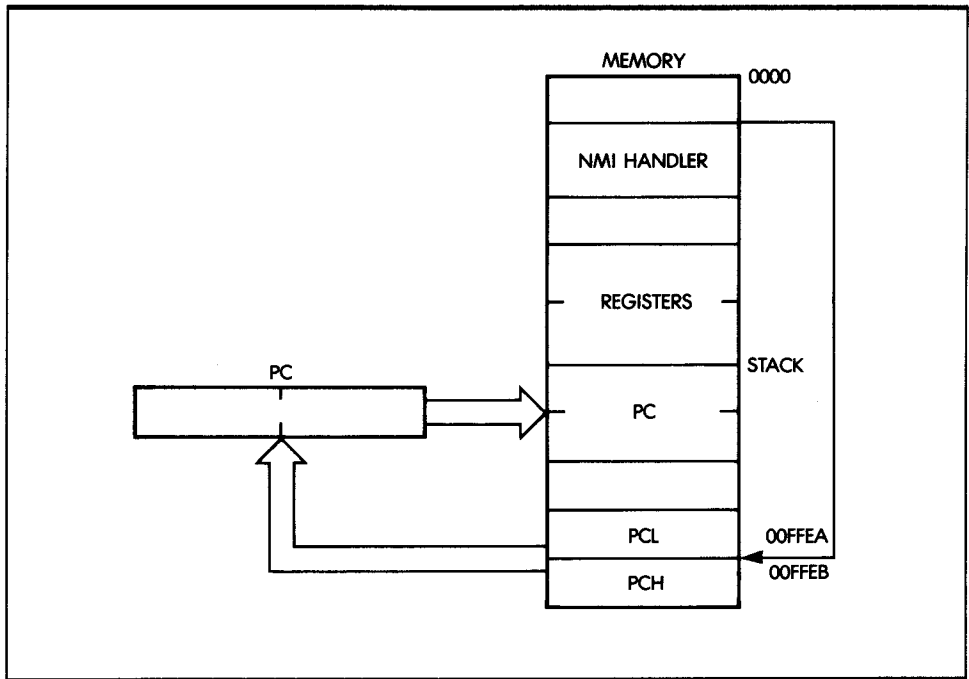 MEMORY
0000
NMI HANDLER
REGISTERS
STACK
PC
PC
PCL
00FFEA
00FFEB
PCH